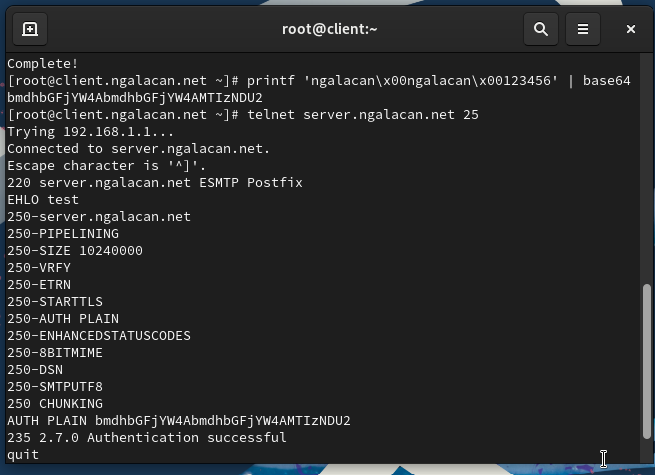 root@client:~
Complete!
[root@client.ngalacan.net ~]# printf 'ngalacan\x00ngalacan\x00123456' | base64
bmdhbGFjYW4AbmdhbGFjYW4AMTIzNDU2
[root@client.ngalacan.net ~]# telnet server.ngalacan.net 25
Trying 192.168.1.1...
Connected to server.ngalacan.net.
Escape character is '^]'.
220 server.ngalacan.net ESMTP Postfix
EHLO test
250-server.ngalacan.net
250-PIPELINING
250-SIZE 10240000
250-VRFY
250-ETRN
250-STARTTLS
250-AUTH PLAIN
250-ENHANCEDSTATUSCODES
250-8BITMIME
250-DSN
250-SMTPUTF8
250 CHUNKING
AUTH PLAIN bmdhbGFjYW4AbmdhbGFjYW4AMTIzNDU2
235 2.7.0 Authentication successful
quit